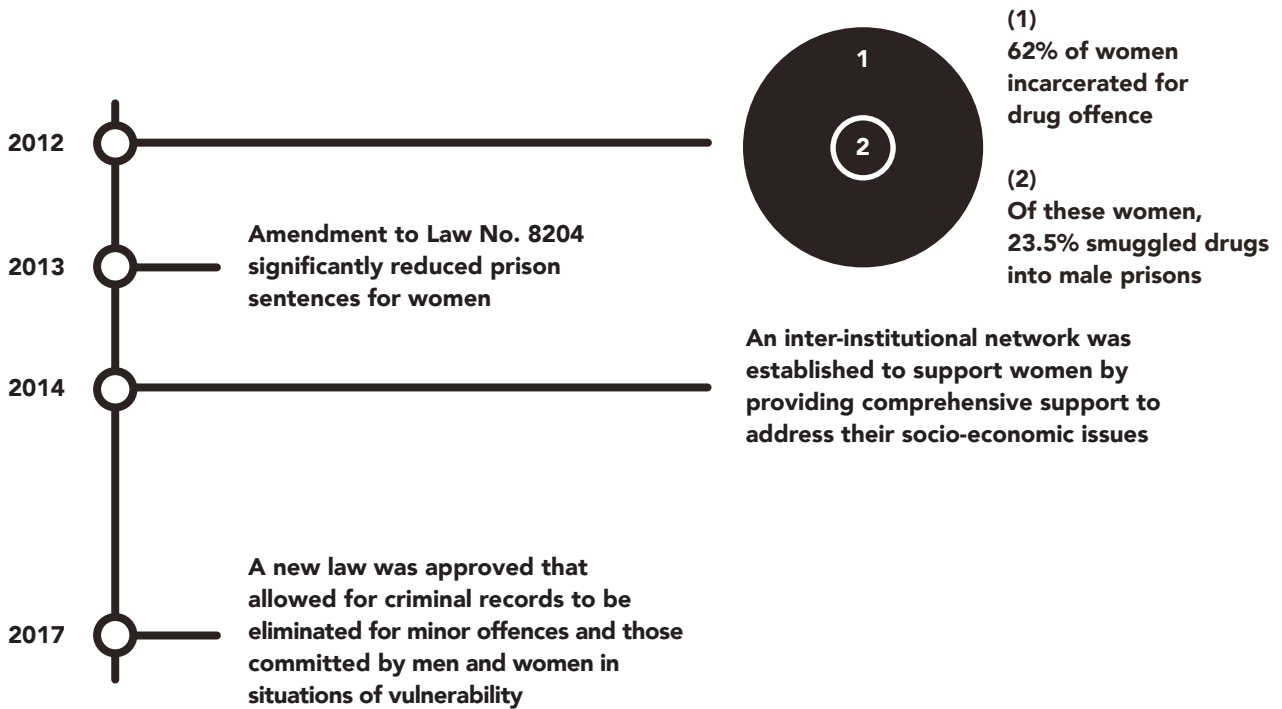 2012
1
2
(1)
62% of women
incarcerated for
drug offence
(2)
Of these women,
23.5% smuggled drugs
into male prisons
2013
Amendment to Law No. 8204
significantly reduced prison
sentences for women
2014
An inter-institutional network was
established to support women by
providing comprehensive support to
address their socio-economic issues
2017
A new law was approved that
allowed for criminal records to be
eliminated for minor offences and those
committed by men and women in
situations of vulnerability